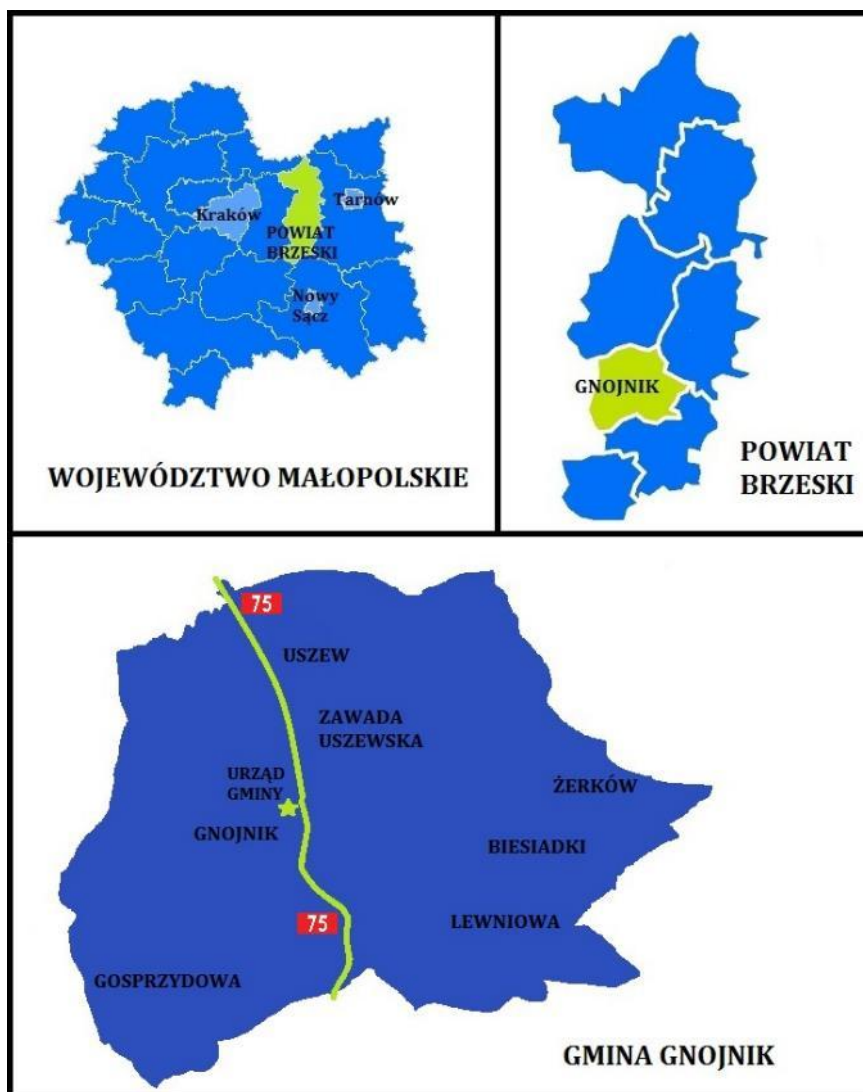 Kraków
Tarnów
POWIAT
BRZESKI
Nowy
Sącz
WOJEWÓDZTWO MAŁOPOLSKIE
GNOJNIK
POWIAT
BRZESKI
75
USZEW
ZAWADA
USZEWSKA
URZĄD
GMINY
ŻERKÓW
GNOJNIK
BIESIADKI
75
LEWNIOWA
GOSPRZYDOWA
GMINA GNOJNIK